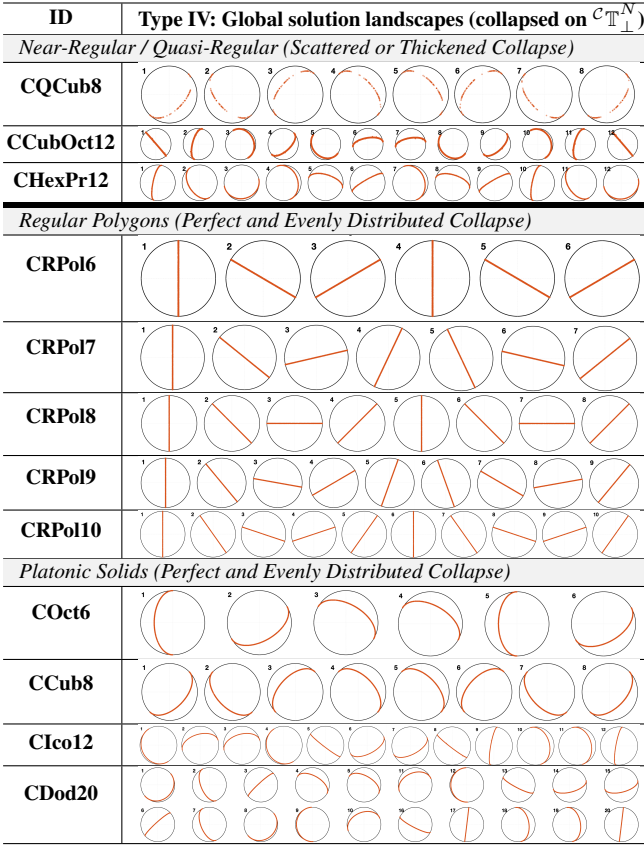 ID Type IV: Global solution landscapes (collapsed on ᶜ𝕋ᴺ⊥)
Near-Regular / Quasi-Regular (Scattered or Thickened Collapse)
CQCub8 1 2 3 4 5 6 7 8
CCubOct12 1 2 3 4 5 6 7 8 9 10 11 12
CHexPr12 1 2 3 4 5 6 7 8 9 10 11 12
Regular Polygons (Perfect and Evenly Distributed Collapse)
CRPol6 1 2 3 4 5 6
CRPol7 1 2 3 4 5 6 7
CRPol8 1 2 3 4 5 6 7 8
CRPol9 1 2 3 4 5 6 7 8 9
CRPol10 1 2 3 4 5 6 7 8 9 10
Platonic Solids (Perfect and Evenly Distributed Collapse)
COct6 1 2 3 4 5 6
CCub8 1 2 3 4 5 6 7 8
CIco12 1 2 3 4 5 6 7 8 9 10 11 12
CDod20 1 2 3 4 5 11 12 13 14 15
6 7 8 9 10 16 17 18 19 20